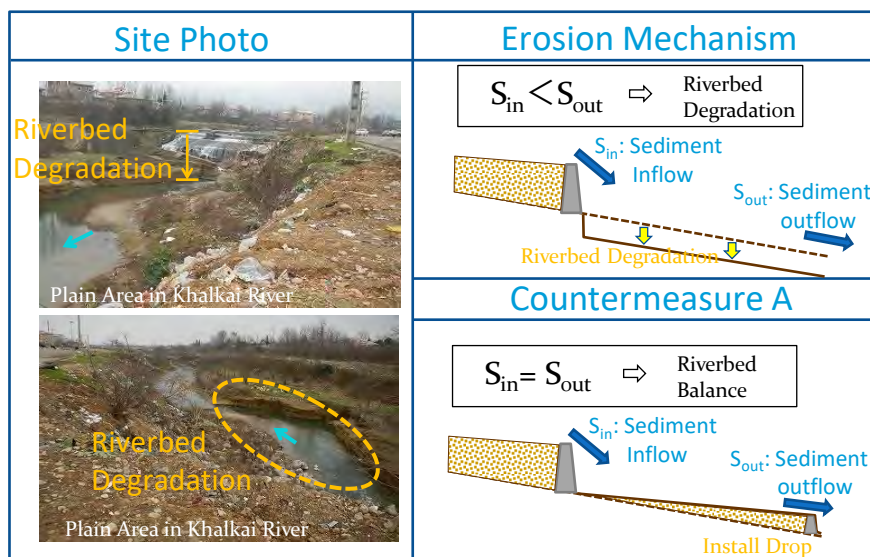 Site Photo
Riverbed
Degradation
Plain Area in Khalkai River
Riverbed
Degradation
Plain Area in Khalkai River
Erosion Mechanism
Sin < Sout ⇨ Riverbed
Degradation
Sin: Sediment
Inflow
Sout: Sediment
outflow
Riverbed Degradation
Countermeasure A
Sin = Sout ⇨ Riverbed
Balance
Sin: Sediment
Inflow
Sout: Sediment
outflow
Install Drop